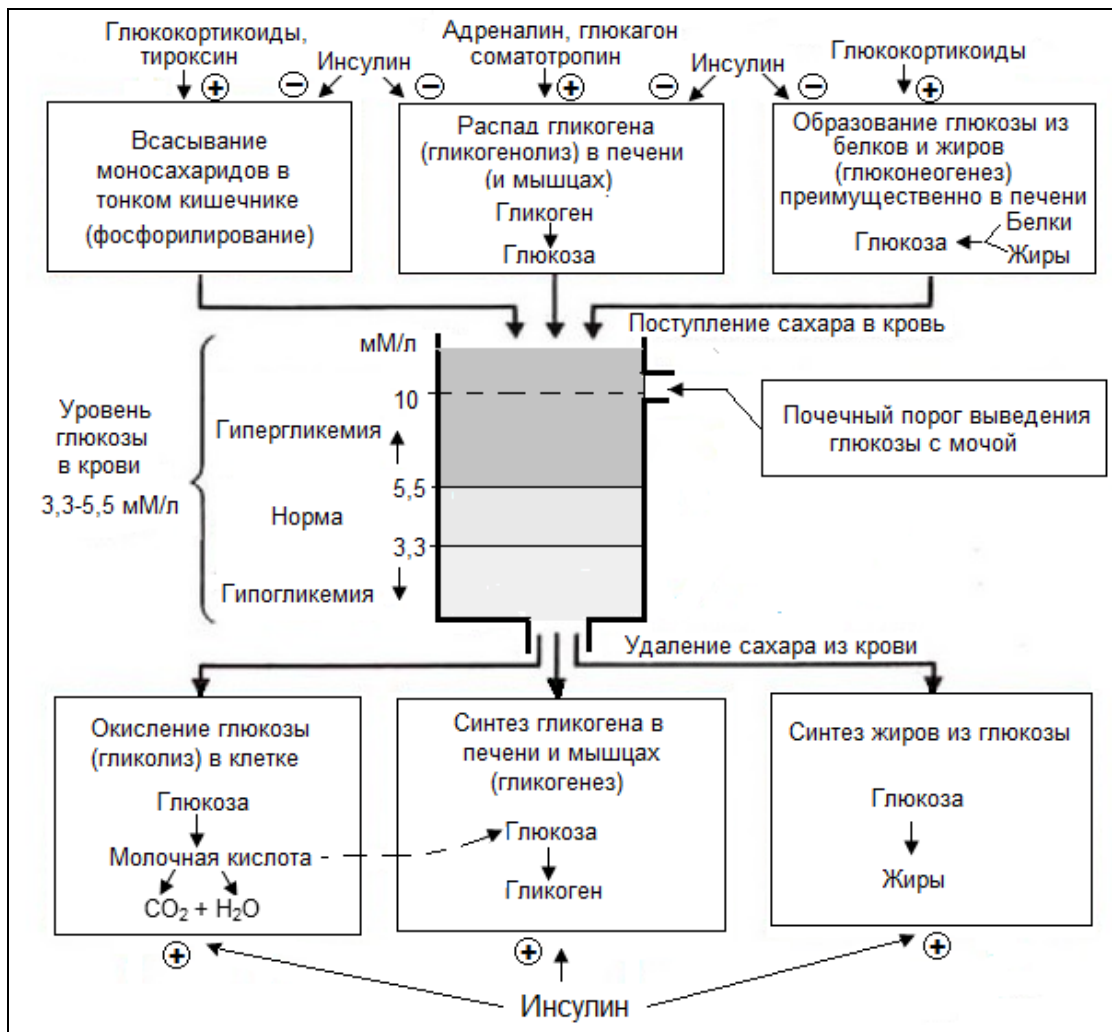 Глюкокортикоиды,
тироксин
Инсулин
Адреналин, глюкагон
соматотропин
Инсулин
Глюкокортикоиды
+
−
−
+
−
−
+
Всасывание
моносахаридов в
тонком кишечнике
(фосфорилирование)
Распад гликогена
(гликогенолиз) в печени
(и мышцах)
Гликоген
Глюкоза
Образование глюкозы из
белков и жиров
(глюконеогенез)
преимущественно в печени
Белки
Глюкоза
Жиры
Поступление сахара в кровь
мМ/л
10
5,5
3,3
Уровень
глюкозы
в крови
3,3-5,5 мМ/л
Гипергликемия
Норма
Гипогликемия
Почечный порог выведения
глюкозы с мочой
Удаление сахара из крови
Окисление глюкозы
(гликолиз) в клетке
Глюкоза
Молочная кислота
CO₂ + H₂O
Синтез гликогена в
печени и мышцах
(гликогенез)
Глюкоза
Гликоген
Синтез жиров из глюкозы
Глюкоза
Жиры
+
+
+
Инсулин